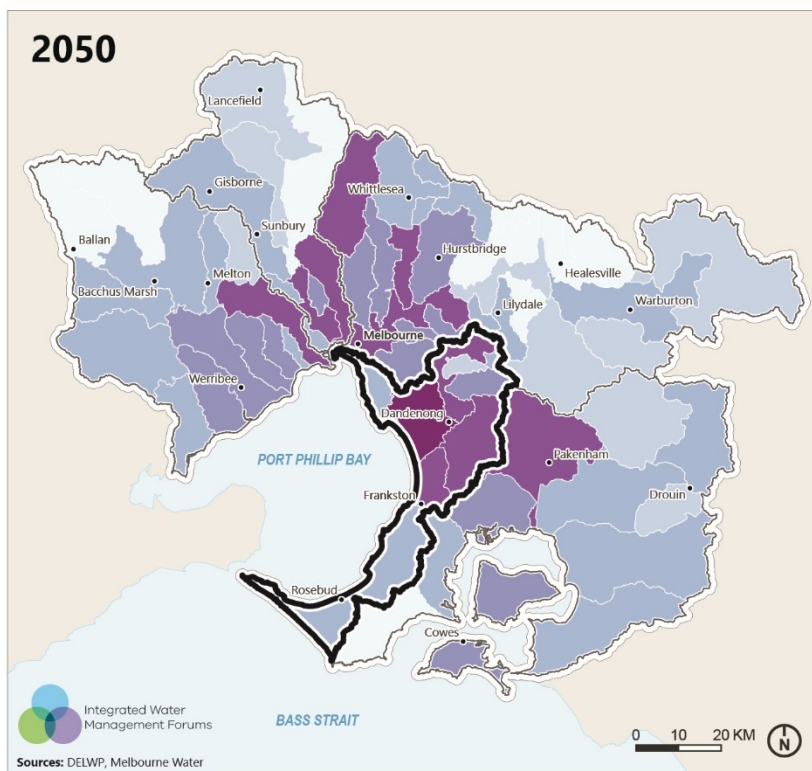 2050
Lancefield
Gisborne
Whittlesea
Sunbury
Ballan
Hurstbridge
Healesville
Bacchus Marsh
Melton
Lilydale
Warburton
Melbourne
Werribee
Dandenong
PORT PHILLIP BAY
Pakenham
Frankston
Drouin
Rosebud
Cowes
Integrated Water
Management Forums
BASS STRAIT
0 10 20 KM
N
Sources: DELWP, Melbourne Water